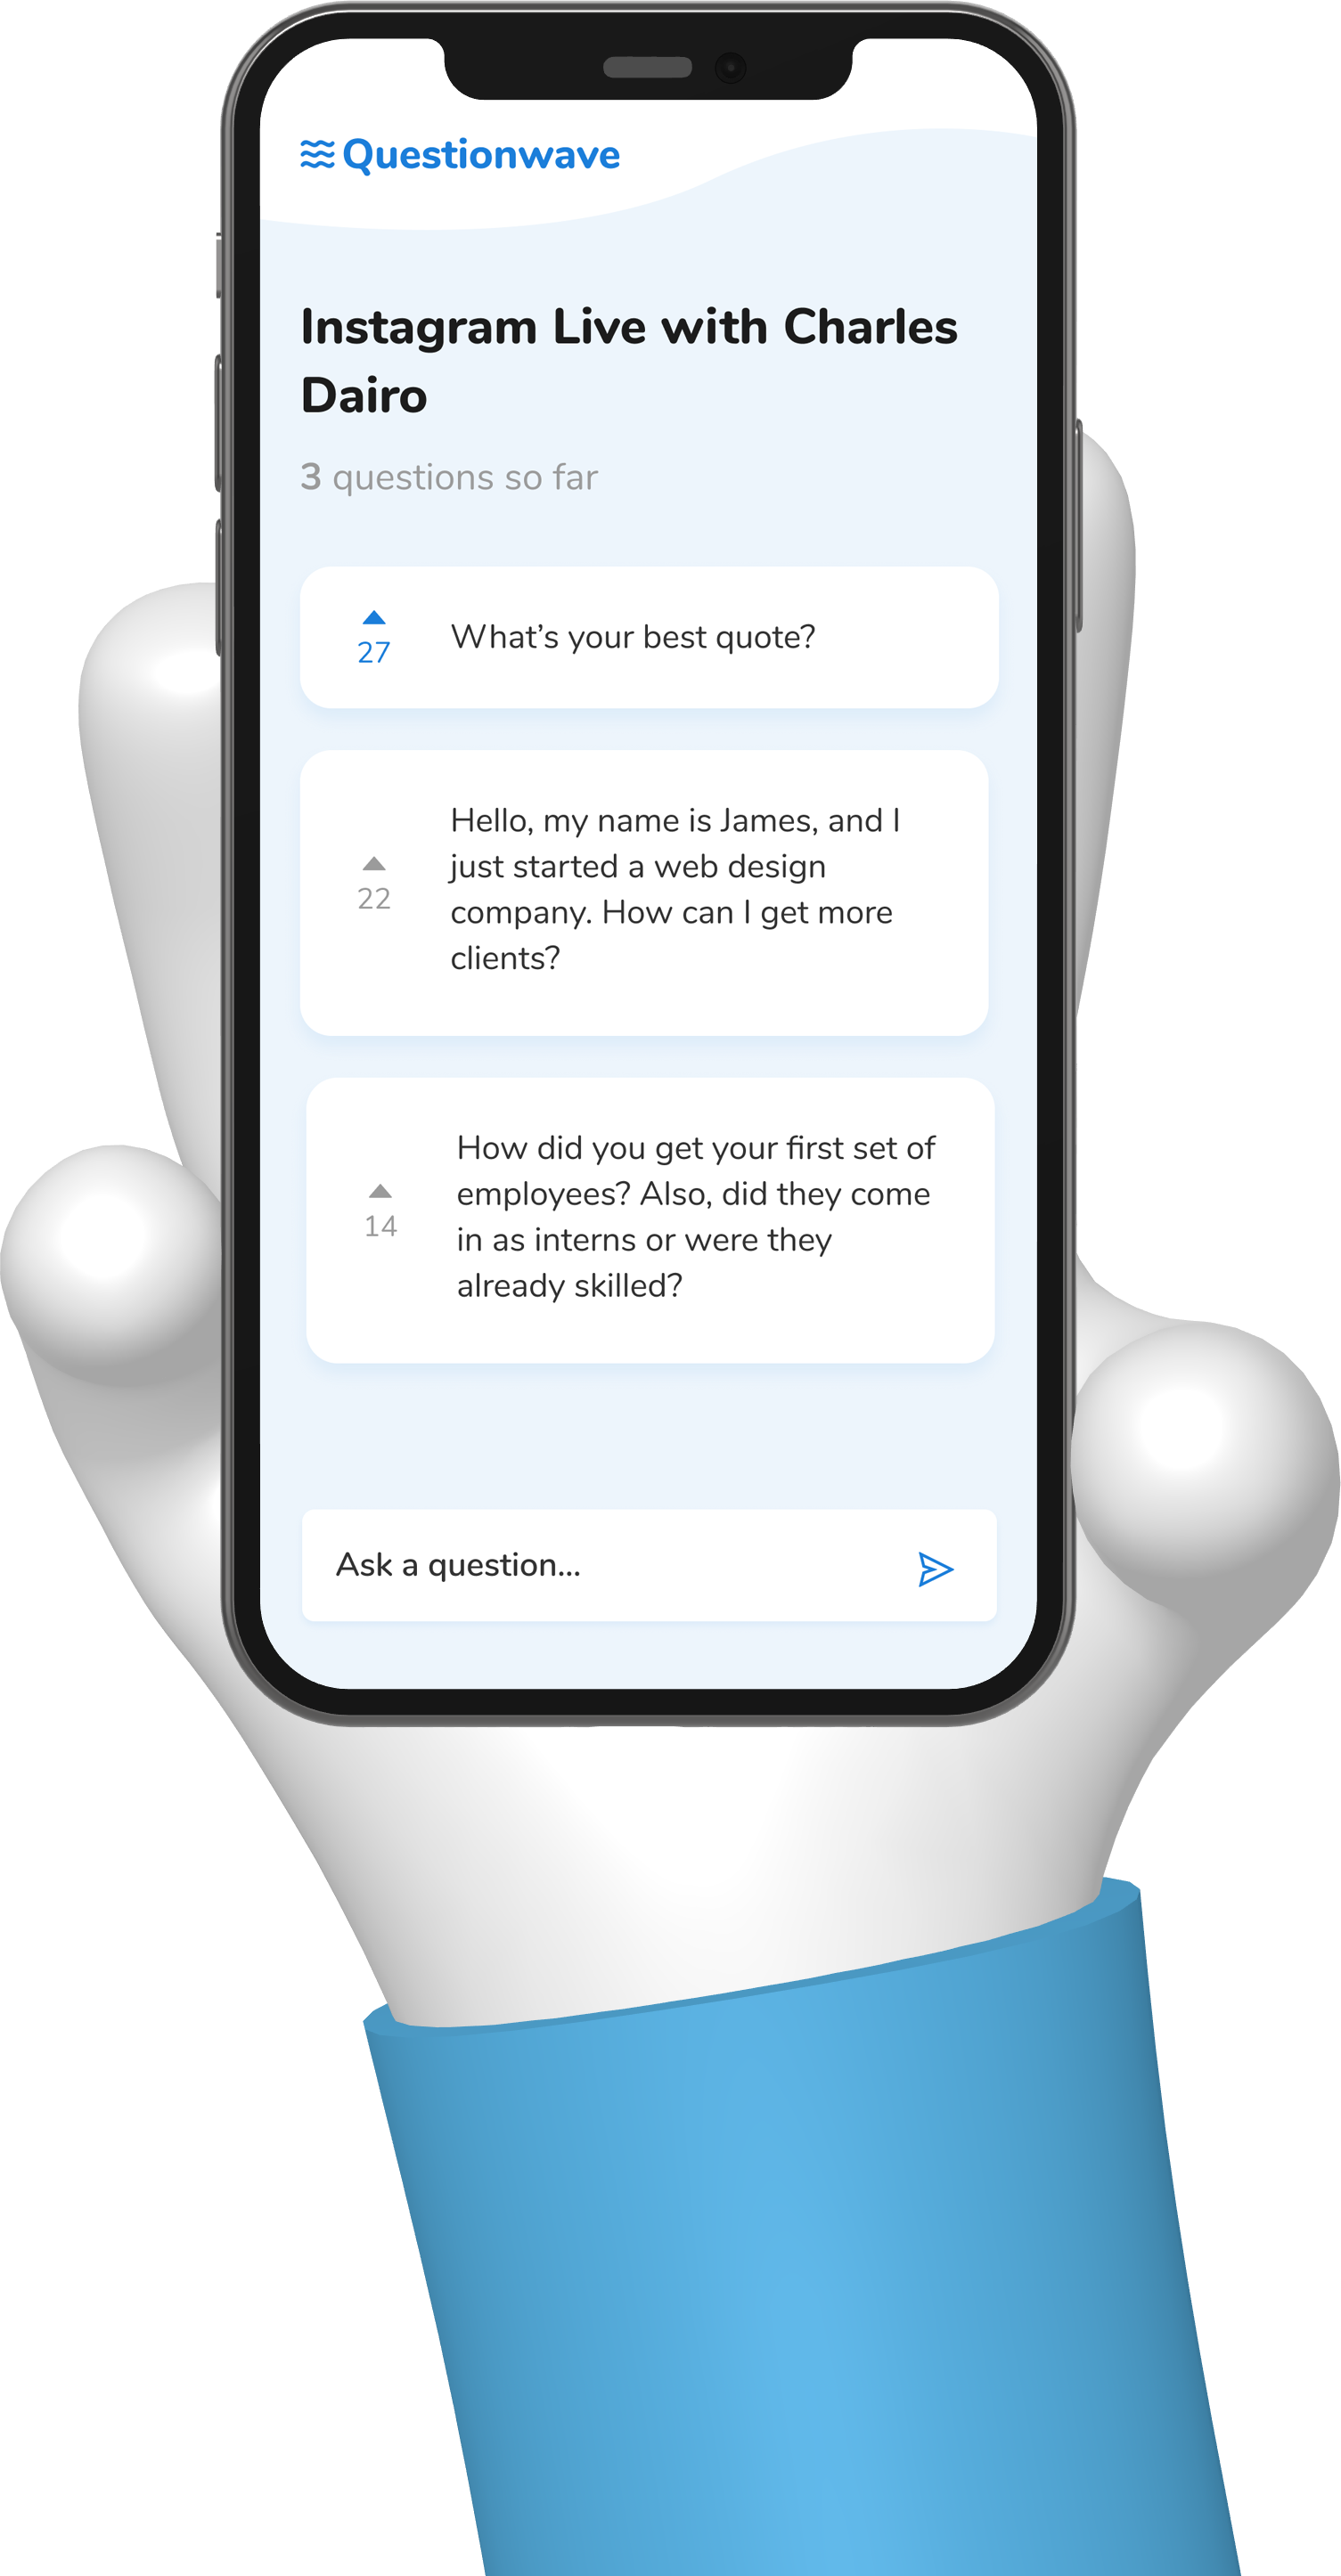 Questionwave
Instagram Live with Charles
Dairo
3 questions so far
27
What’s your best quote?
Hello, my name is James, and I
just started a web design
company. How can I get more
clients?
22
How did you get your first set of
employees? Also, did they come
in as interns or were they
already skilled?
14
Ask a question...